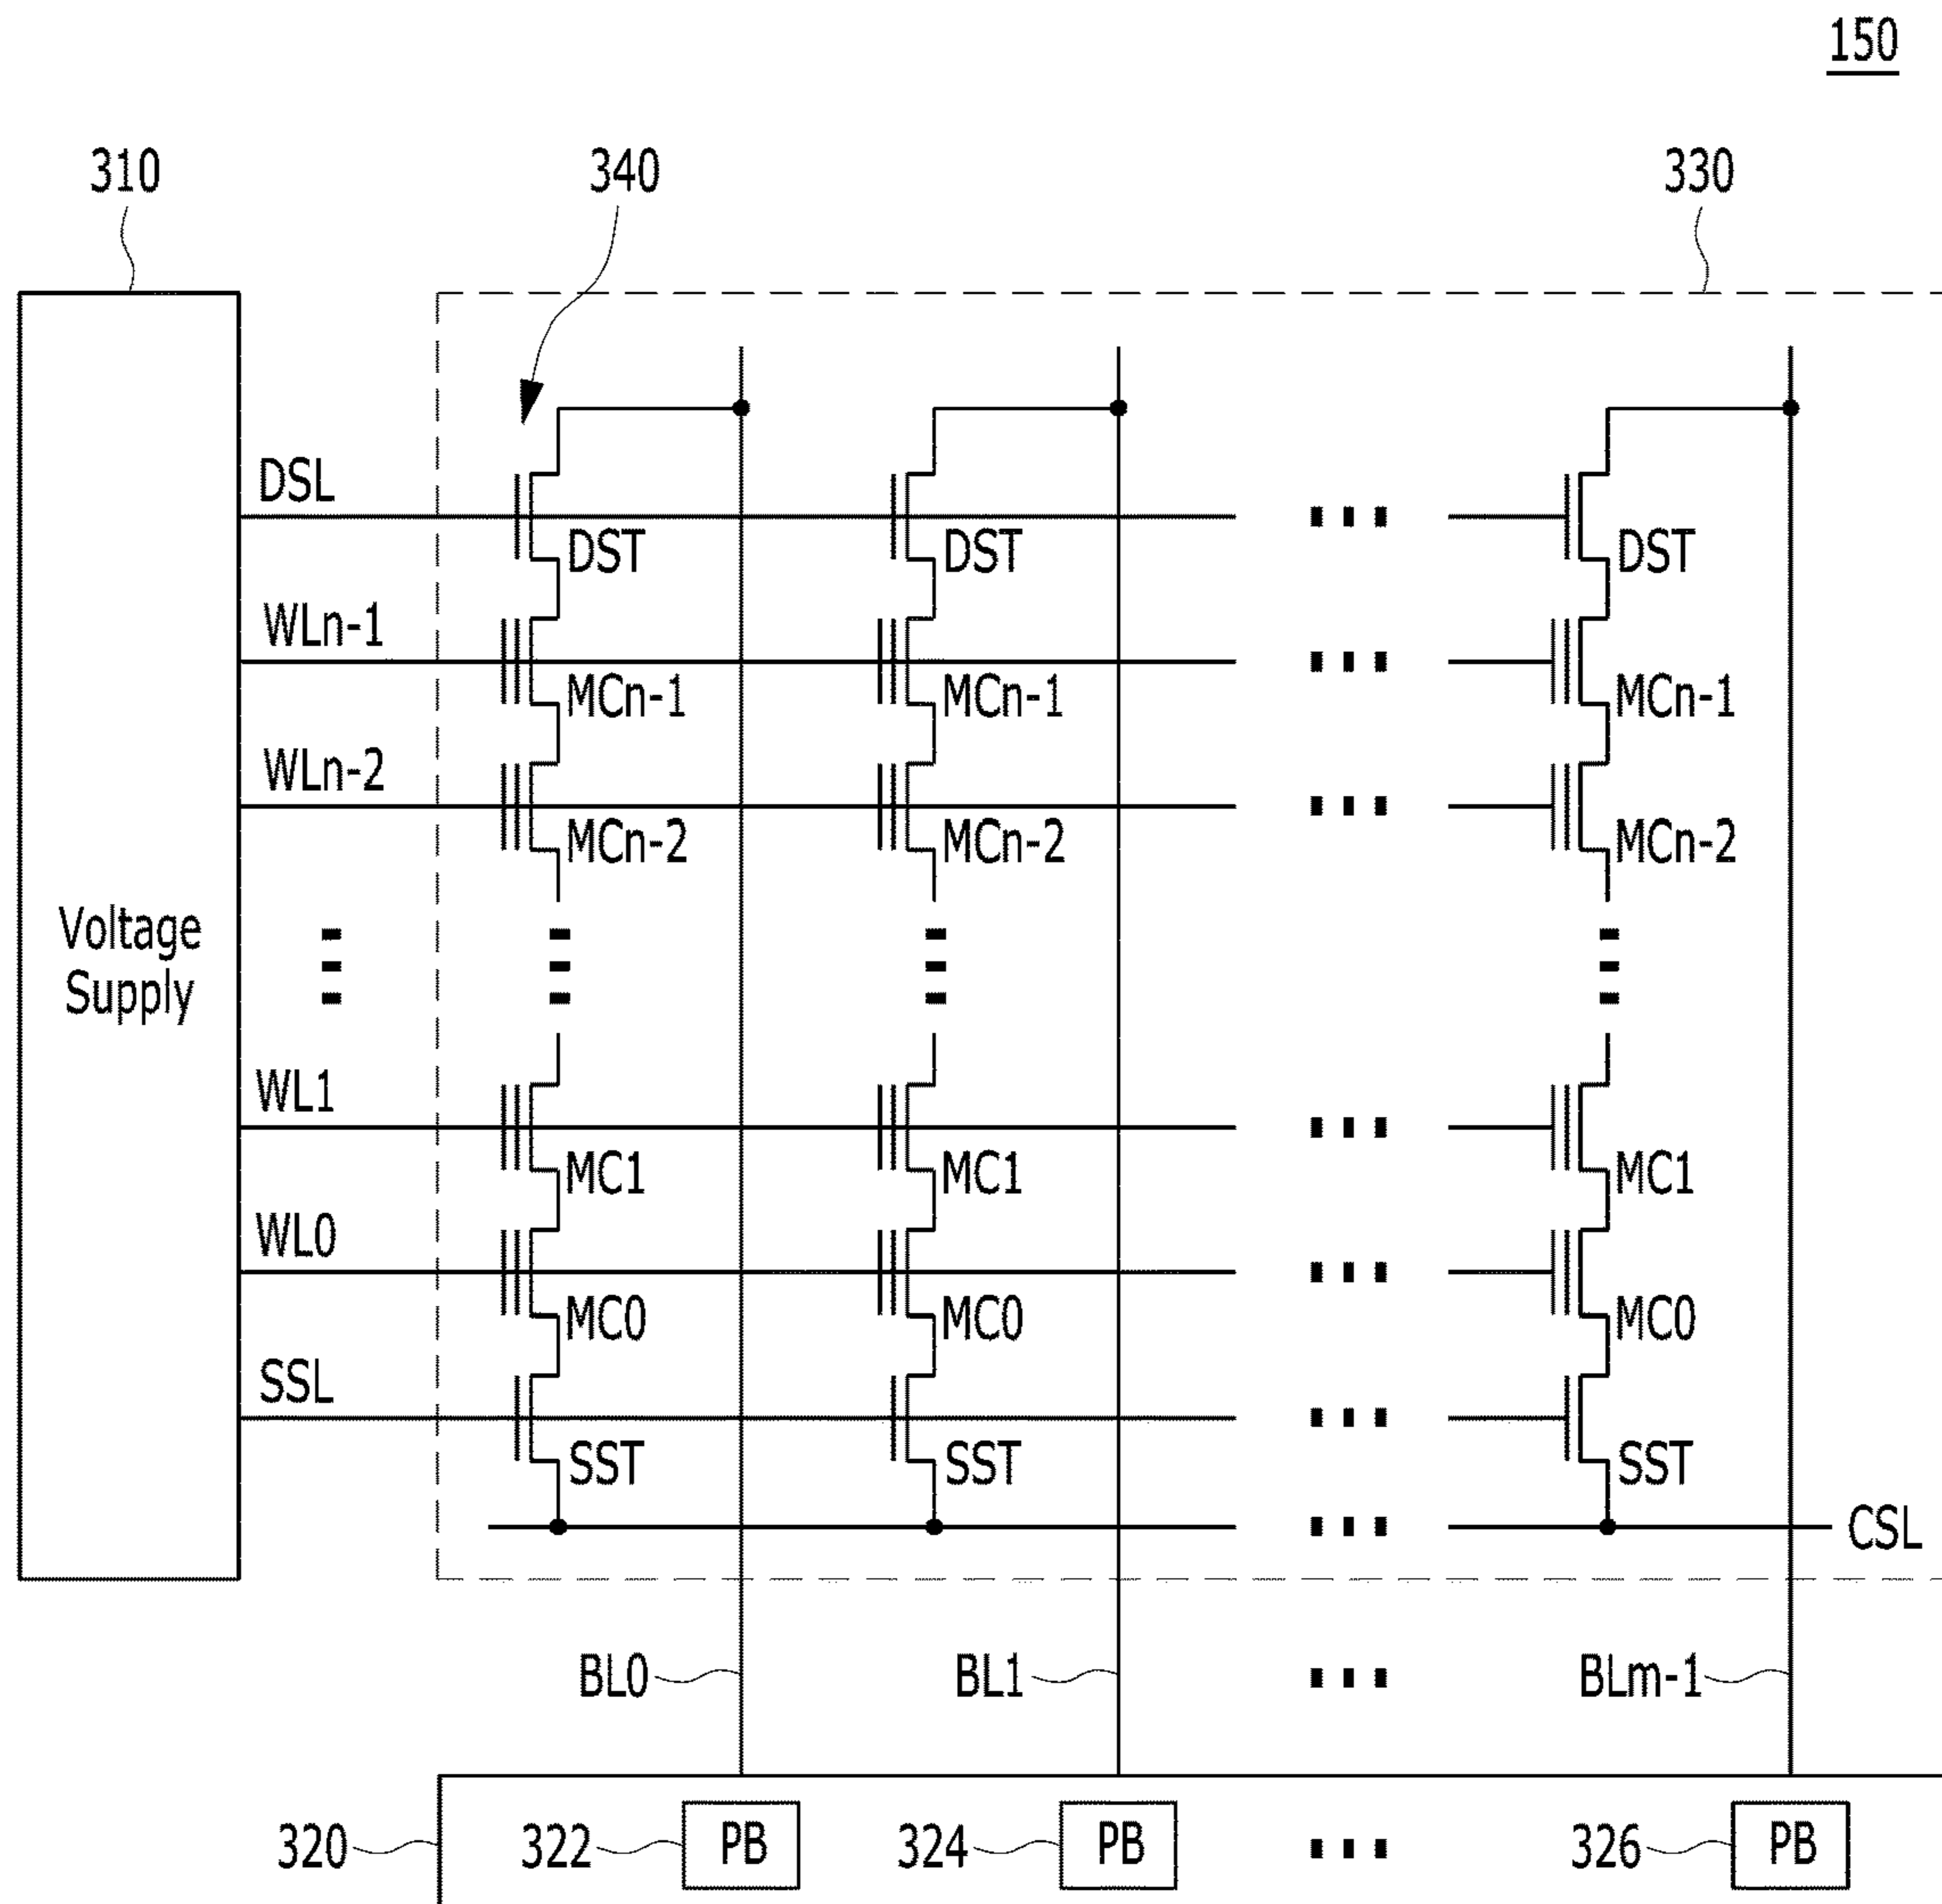 150
310
340
330
DSL
DST DST DST
WLn-1
MCn-1 MCn-1 MCn-1
WLn-2
MCn-2 MCn-2 MCn-2
Voltage
Supply
WL1
MC1 MC1 MC1
WL0
MC0 MC0 MC0
SSL
SST SST SST
CSL
BL0 BL1 BLm-1
320 322 PB 324 PB 326 PB